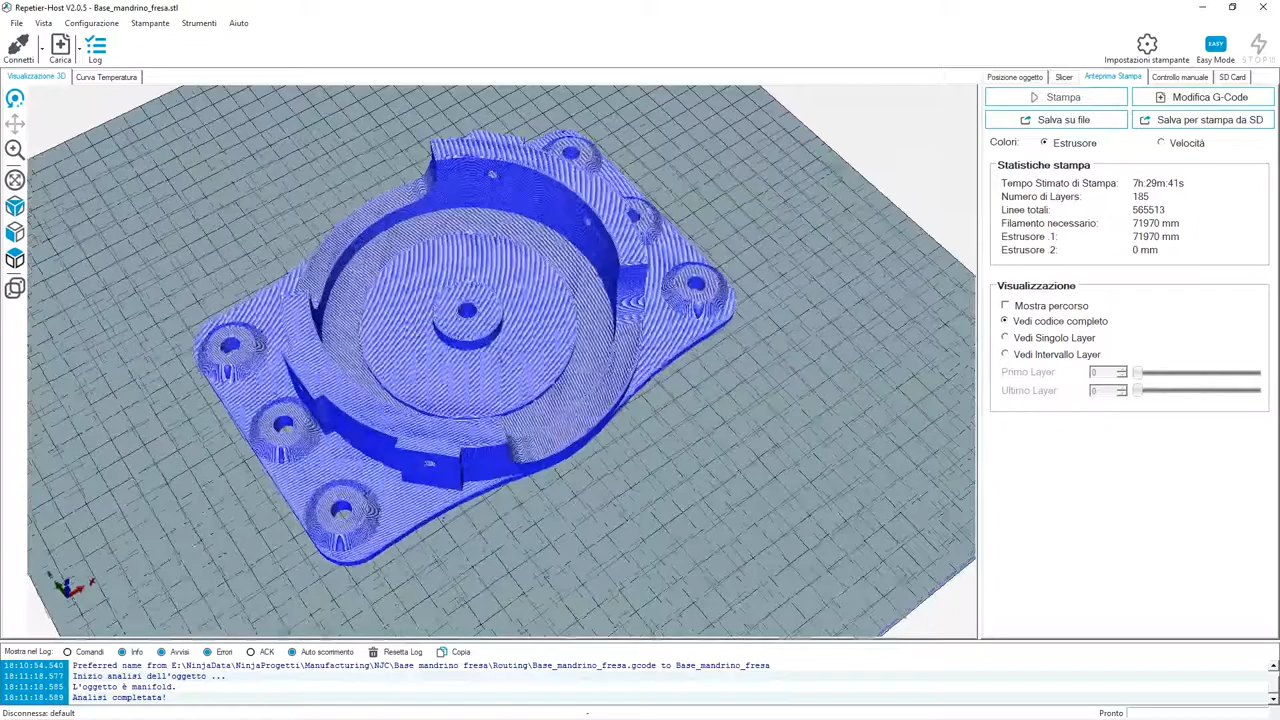 Repetier-Host V2.0.5 - Base_mandrino_fresa.stl
File Vista Configurazione Stampante Strumenti Aiuto
Connetti Carica Log Impostazioni stampante Easy Mode STOP!
EASY
Visualizzazione 3D Curva Temperatura
Posizione oggetto Slicer Anteprima Stampa Controllo manuale SD Card
Stampa Modifica G-Code
Salva su file Salva per stampa da SD
Colori: Estrusore Velocità
Statistiche stampa
Tempo Stimato di Stampa: 7h:29m:41s
Numero di Layers: 185
Linee totali: 565513
Filamento necessario: 71970 mm
Estrusore .1: 71970 mm
Estrusore .2: 0 mm
Visualizzazione
Mostra percorso
Vedi codice completo
Vedi Singolo Layer
Vedi Intervallo Layer
Primo Layer 0
Ultimo Layer 0
Mostra nel Log: Comandi Info Avvisi Errori ACK Auto scorrimento Resetta Log Copia
18:10:54.540 Preferred name from E:\NinjaData\NinjaProgetti\Manufacturing\NJC\Base mandrino fresa\Routing\Base_mandrino_fresa.gcode to Base_mandrino_fresa
18:11:18.577 Inizio analisi dell'oggetto ...
18:11:18.585 L'oggetto è manifold.
18:11:18.589 Analisi completata!
Disconnessa: default - Pronto